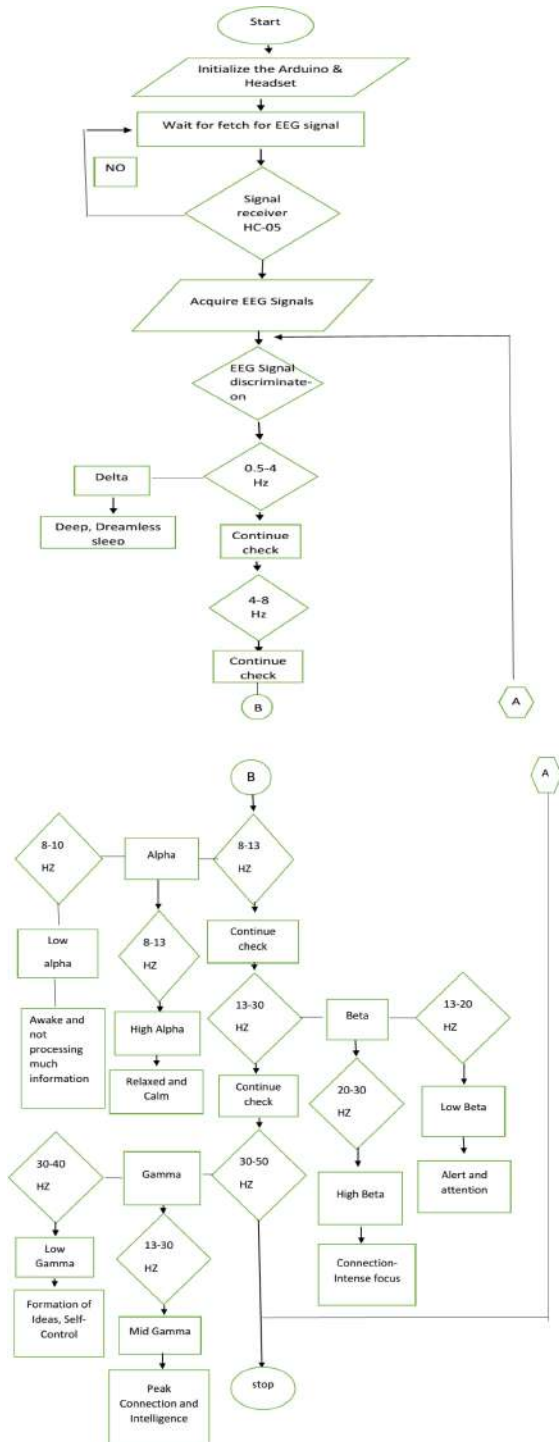 Start
Initialize the Arduino &
Headset
Wait for fetch for EEG signal
NO
Signal
receiver
HC-05
Acquire EEG Signals
EEG Signal
discriminate-
on
0.5-4
Hz
Delta
Deep, Dreamless
sleep
Continue
check
4-8
Hz
Continue
check
B
A
B
A
8-10
HZ
Alpha
8-13
HZ
Low
alpha
8-13
HZ
Continue
check
Awake and
not
processing
much
information
High Alpha
Relaxed and
Calm
13-30
HZ
Beta
13-20
HZ
Continue
check
20-30
HZ
Low Beta
Alert and
attention
High Beta
Connection-
Intense focus
30-40
HZ
Gamma
30-50
HZ
Low
Gamma
13-30
HZ
Formation of
Ideas, Self-
Control
Mid Gamma
Peak
Connection and
Intelligence
stop